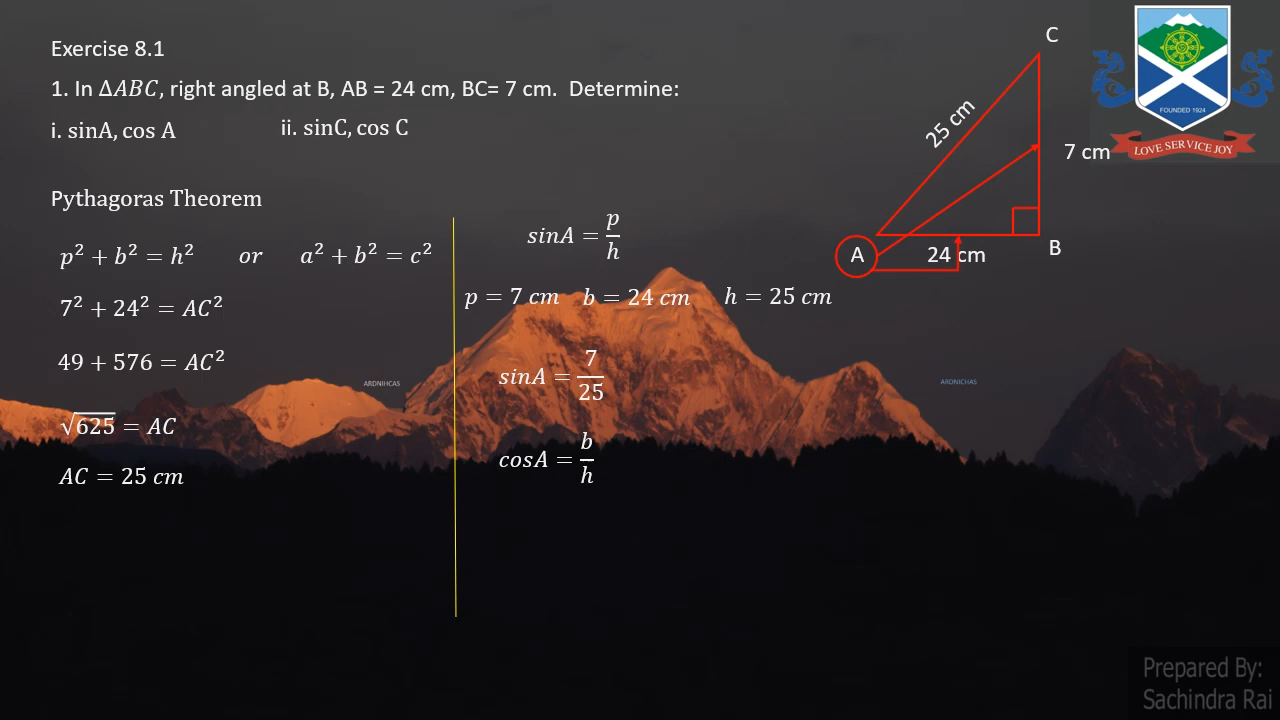 Exercise 8.1
1. In Δ𝐴𝐵𝐶, right angled at B, AB = 24 cm, BC= 7 cm. Determine:
i. sinA, cos A ii. sinC, cos C
Pythagoras Theorem
p² + b² = h² or a² + b² = c²
7² + 24² = AC²
49 + 576 = AC²
√625 = AC
AC = 25 cm
sinA = p/h
p = 7 cm b = 24 cm h = 25 cm
sinA = 7/25
cosA = b/h
C
25 cm
7 cm
A
24 cm
B
FOUNDED 1924
LOVE SERVICE JOY
ARDNIHCAS
ARDNICHAS
Prepared By:
Sachindra Rai